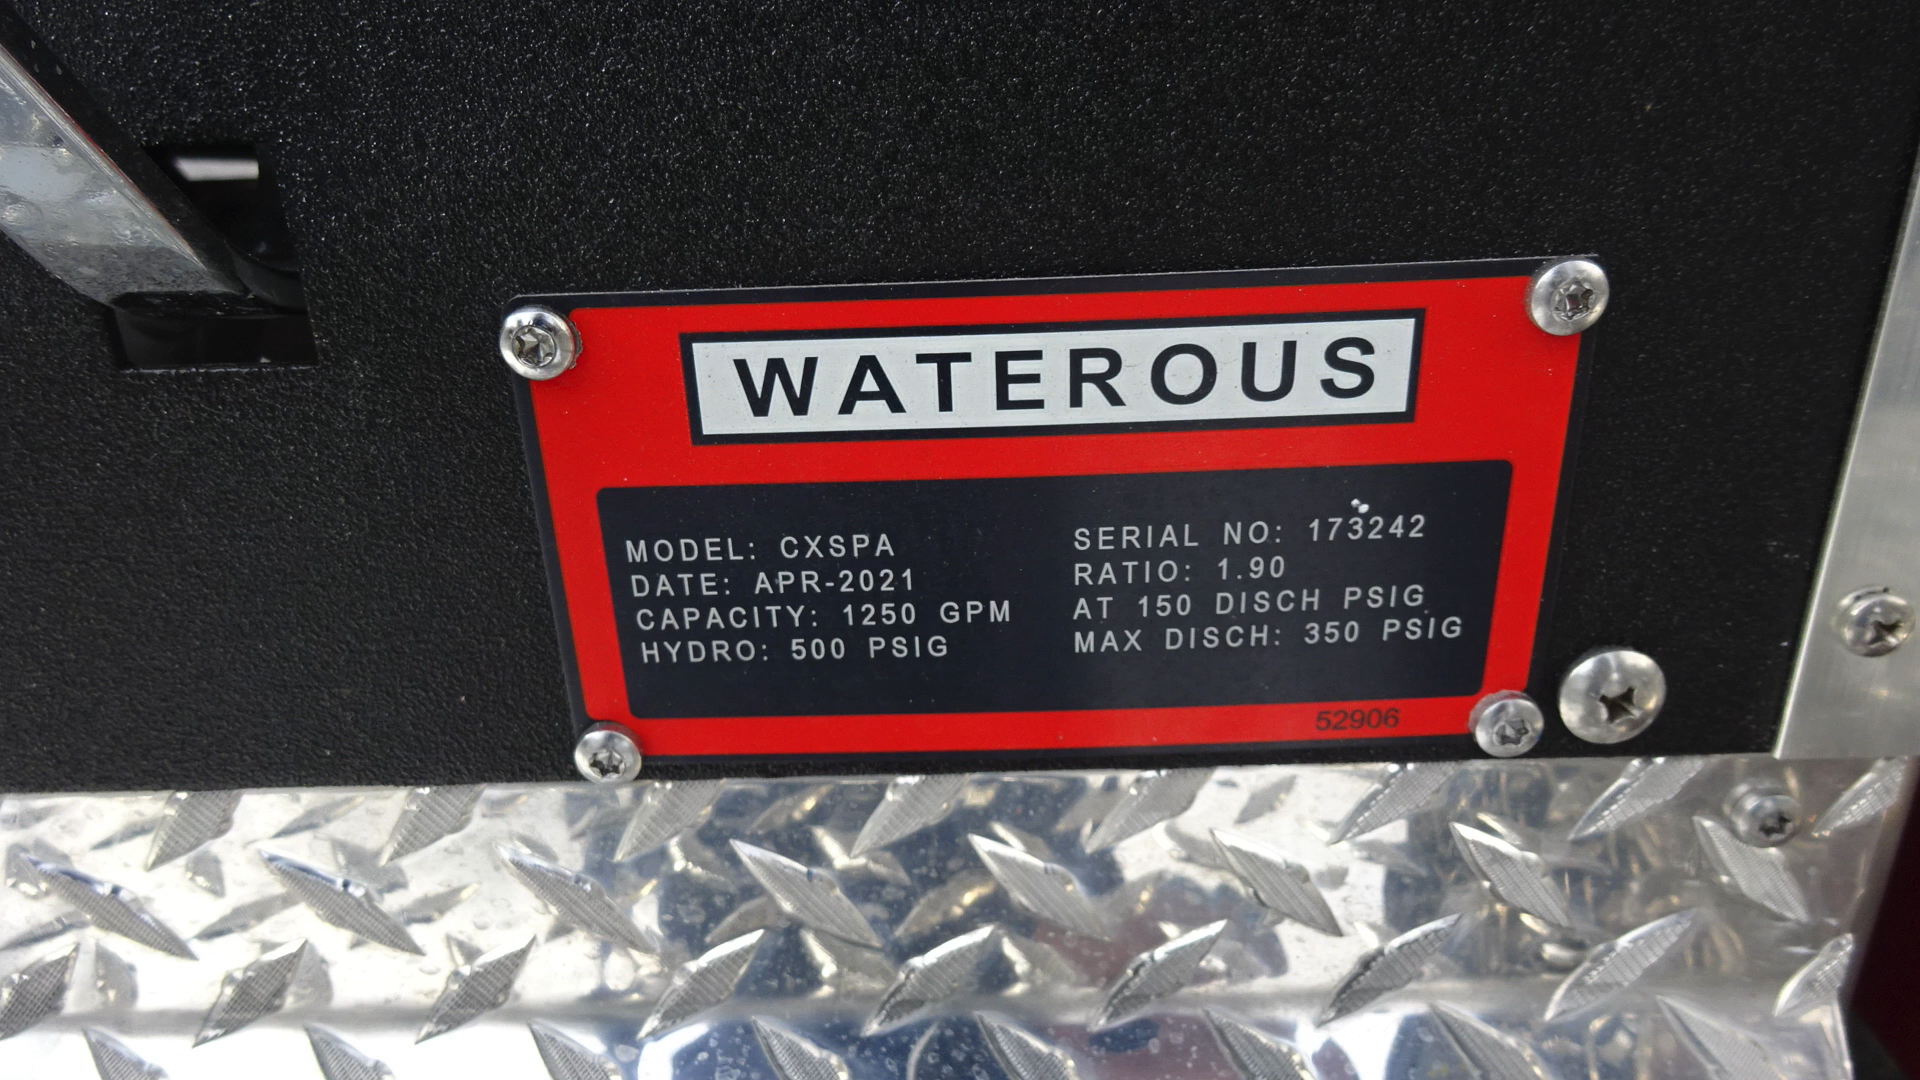 WATEROUS
MODEL: CXSPA
DATE: APR-2021
CAPACITY: 1250 GPM
HYDRO: 500 PSIG
SERIAL NO: 173242
RATIO: 1.90
AT 150 DISCH PSIG
MAX DISCH: 350 PSIG
52906